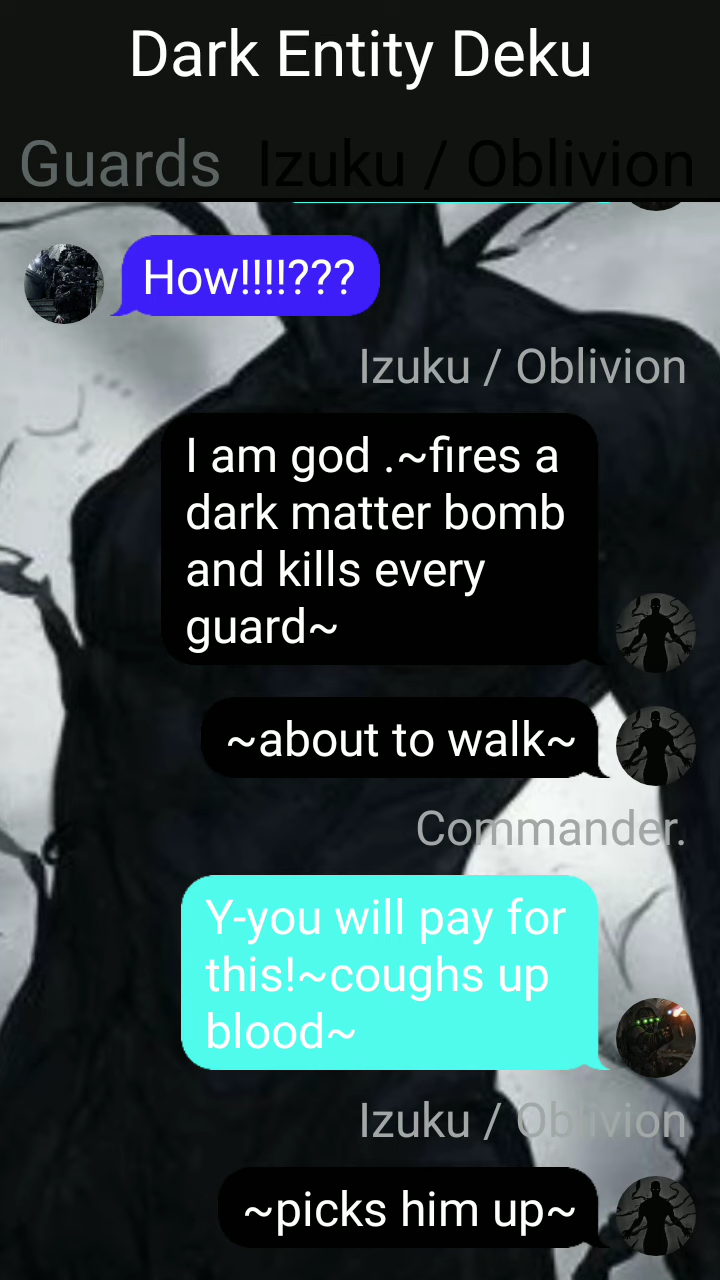 Dark Entity Deku
Guards Izuku / Oblivion
How!!!!???
Izuku / Oblivion
I am god .~fires a
dark matter bomb
and kills every
guard~
~about to walk~
Commander.
Y-you will pay for
this!~coughs up
blood~
Izuku / Oblivion
~picks him up~